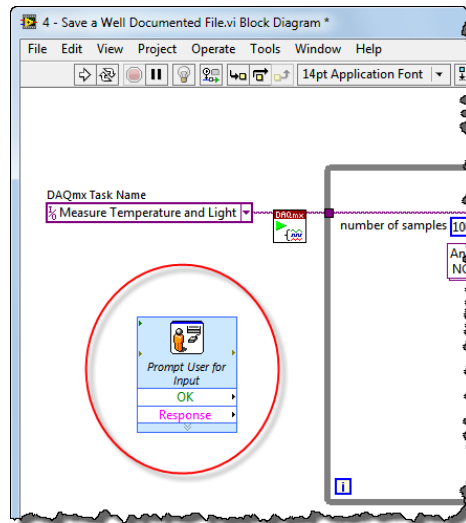 4 - Save a Well Documented File.vi Block Diagram *
File Edit View Project Operate Tools Window Help
14pt Application Font
DAQmx Task Name
I/O Measure Temperature and Light
DAQmx
number of samples
Prompt User for
Input
OK
Response
i